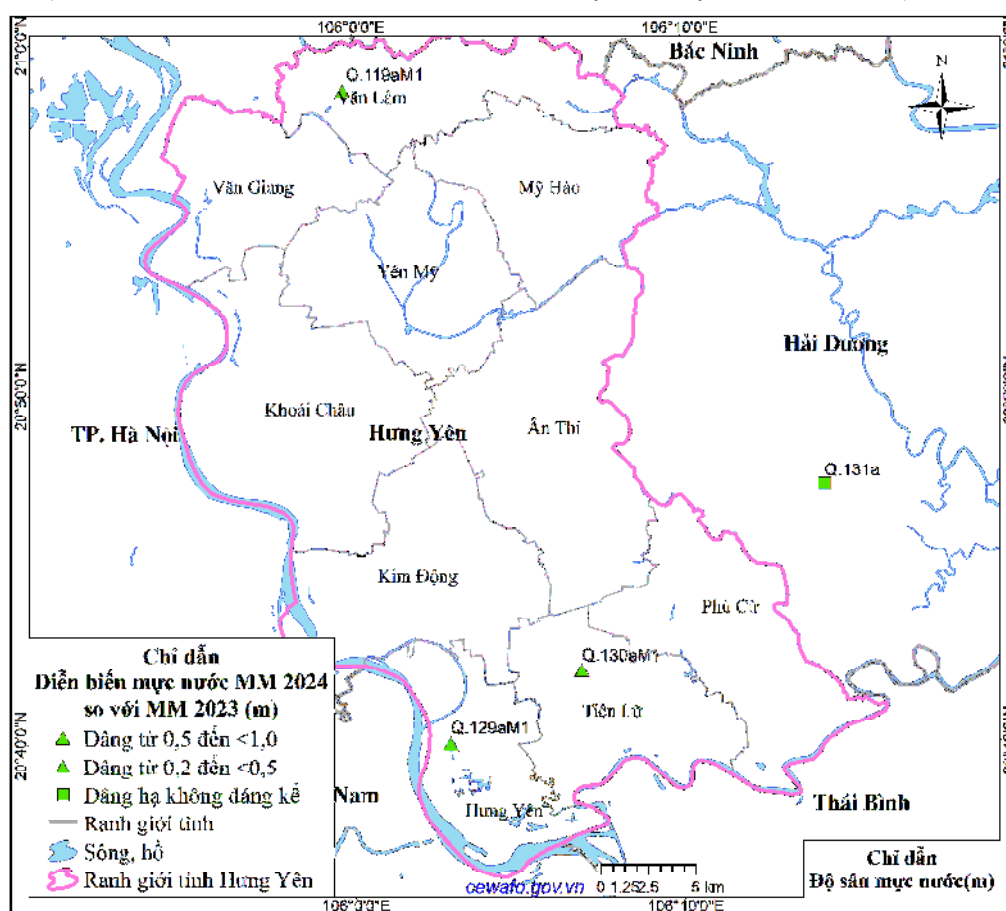 106°0'0"E
106°10'0"E
21°0'0"N
Bắc Ninh
N
Q.119aM1
Văn Lâm
Văn Giang
Mỹ Hào
Yên Mỹ
Hải Dương
20°50'0"N
Khoái Châu
TP. Hà Nội
Hưng Yên
Ân Thi
Q.131a
Kim Động
Phù Cừ
Q.130aM1
Tiên Lữ
Q.129aM1
20°40'0"N
Nam
Hưng Yên
Thái Bình
Chỉ dẫn
Diễn biến mực nước MM 2024
so với MM 2023 (m)
Dâng từ 0,5 đến <1,0
Dâng từ 0,2 đến <0,5
Dâng hạ không đáng kể
Ranh giới tỉnh
Sông, hồ
Ranh giới tỉnh Hưng Yên
cewafo.gov.vn
0 1.252.5 5 km
Chỉ dẫn
Độ sâu mực nước(m)
106°0'0"E
106°10'0"E